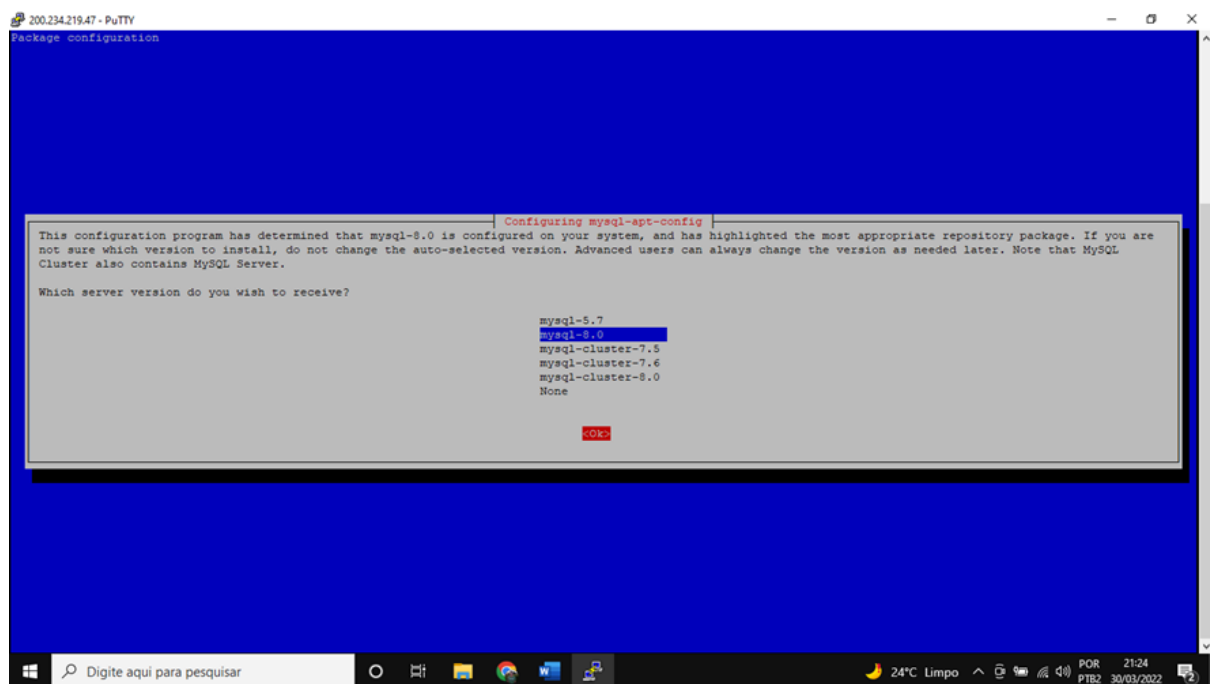 200.234.219.47 - PuTTY
Package configuration
Configuring mysql-apt-config
This configuration program has determined that mysql-8.0 is configured on your system, and has highlighted the most appropriate repository package. If you are
not sure which version to install, do not change the auto-selected version. Advanced users can always change the version as needed later. Note that MySQL
Cluster also contains MySQL Server.
Which server version do you wish to receive?
mysql-5.7
mysql-8.0
mysql-cluster-7.5
mysql-cluster-7.6
mysql-cluster-8.0
None
<Ok>
Digite aqui para pesquisar
24°C Limpo
POR
21:24
PTB2
30/03/2022
2